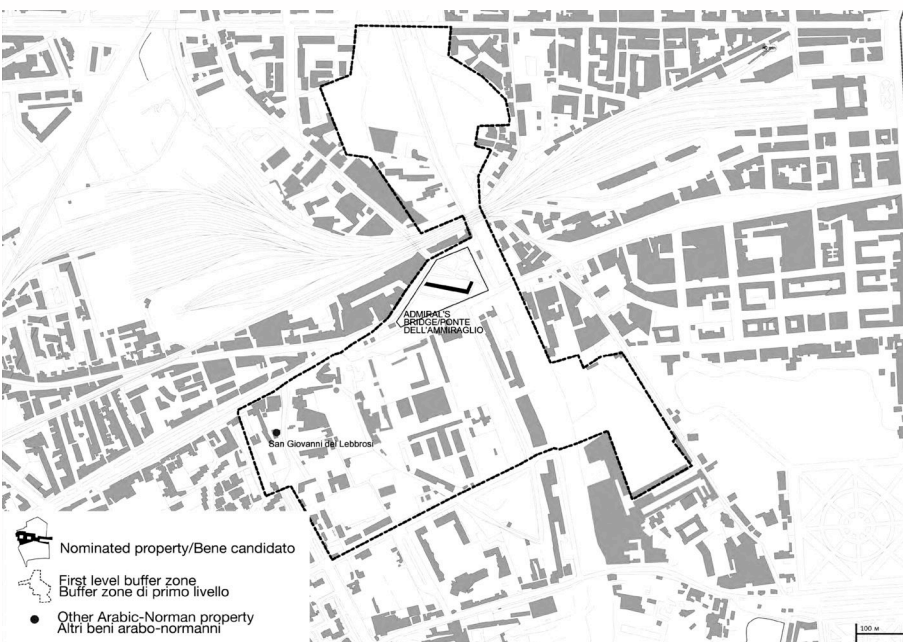 ADMIRAL'S
BRIDGE/PONTE
DELL'AMMIRAGLIO
San Giovanni dei Lebbrosi
Nominated property/Bene candidato
First level buffer zone
Buffer zone di primo livello
Other Arabic-Norman property
Altri beni arabo-normanni
100 M